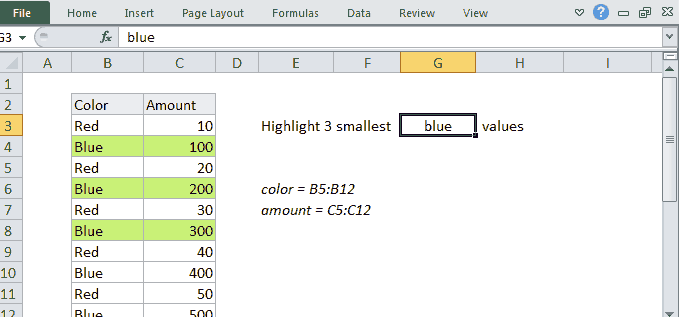 File Home Insert Page Layout Formulas Data Review View
G3 fx blue
A B C D E F G H I
1
2 Color Amount
3 Red 10 Highlight 3 smallest blue values
4 Blue 100
5 Red 20
6 Blue 200 color = B5:B12
7 Red 30 amount = C5:C12
8 Blue 300
9 Red 40
10 Blue 400
11 Red 50
12 Blue 500